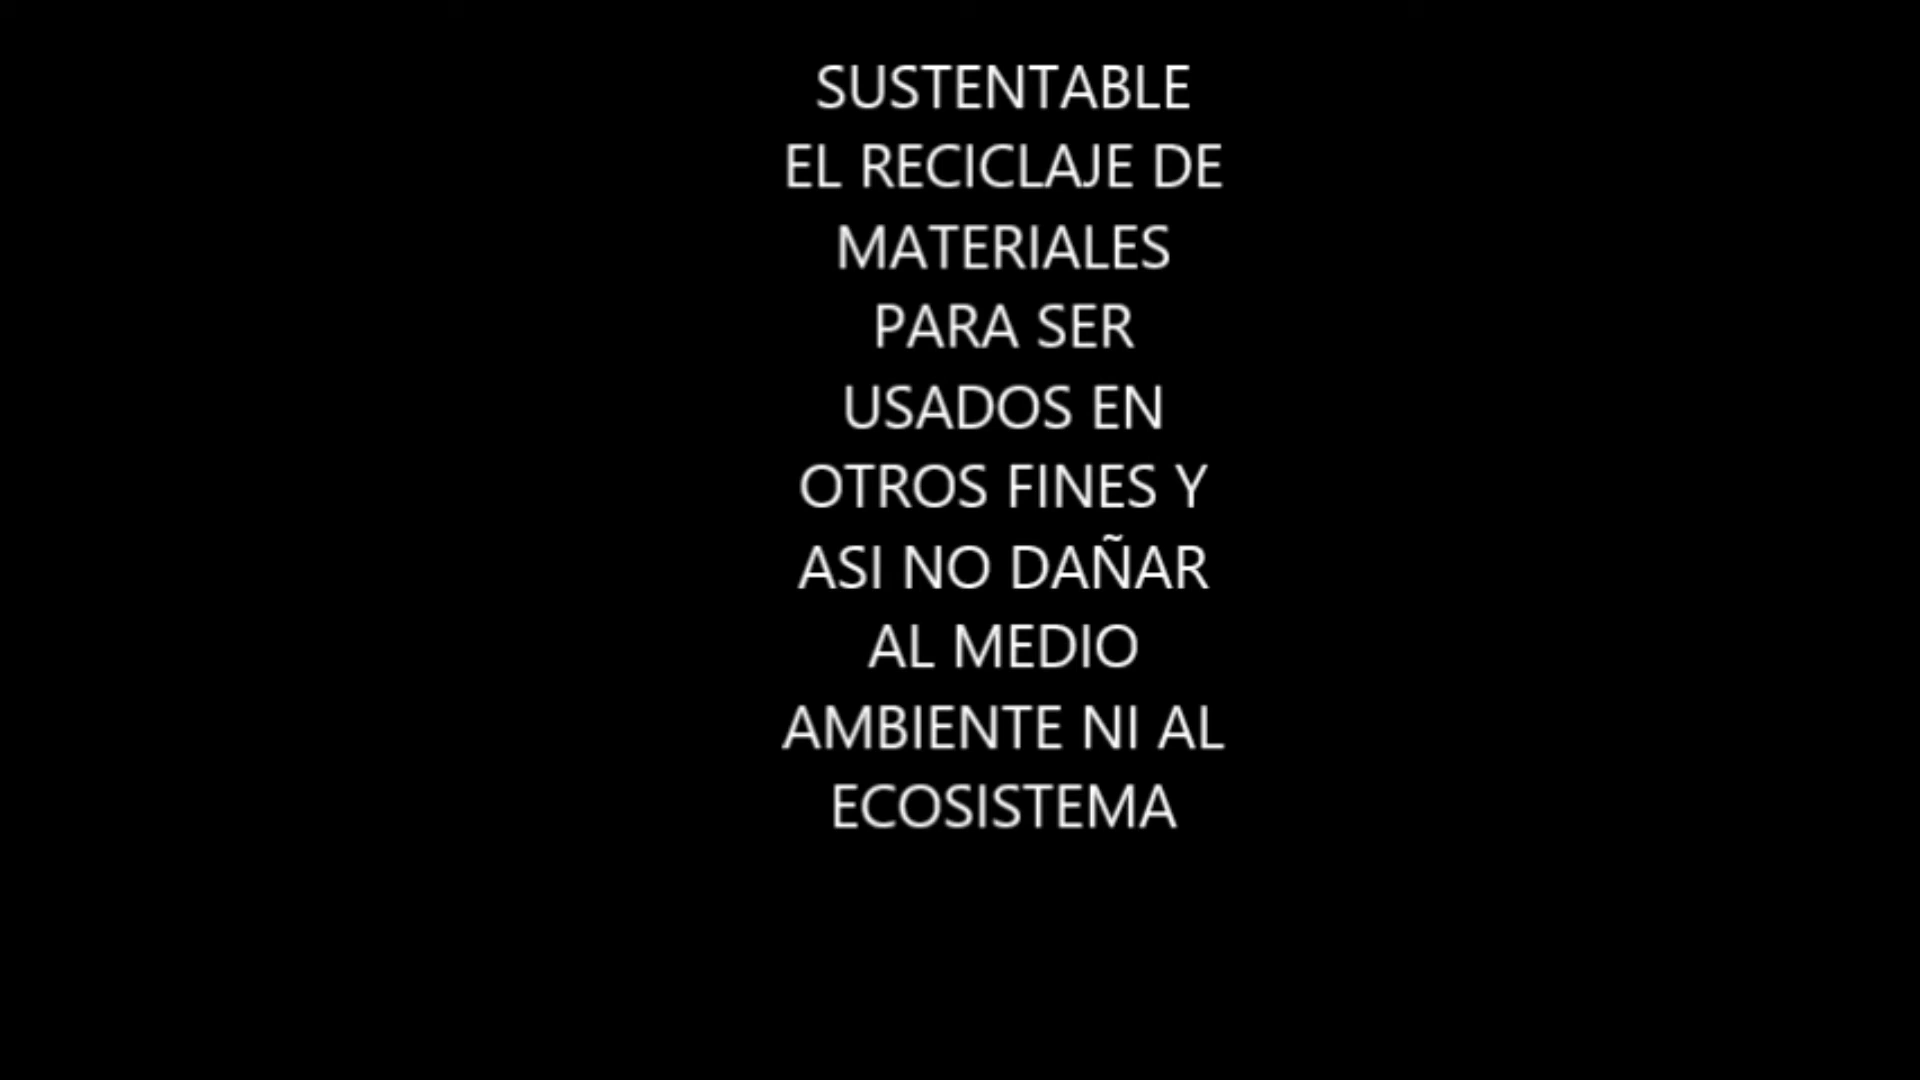 SUSTENTABLE
EL RECICLAJE DE
MATERIALES
PARA SER
USADOS EN
OTROS FINES Y
ASI NO DAÑAR
AL MEDIO
AMBIENTE NI AL
ECOSISTEMA